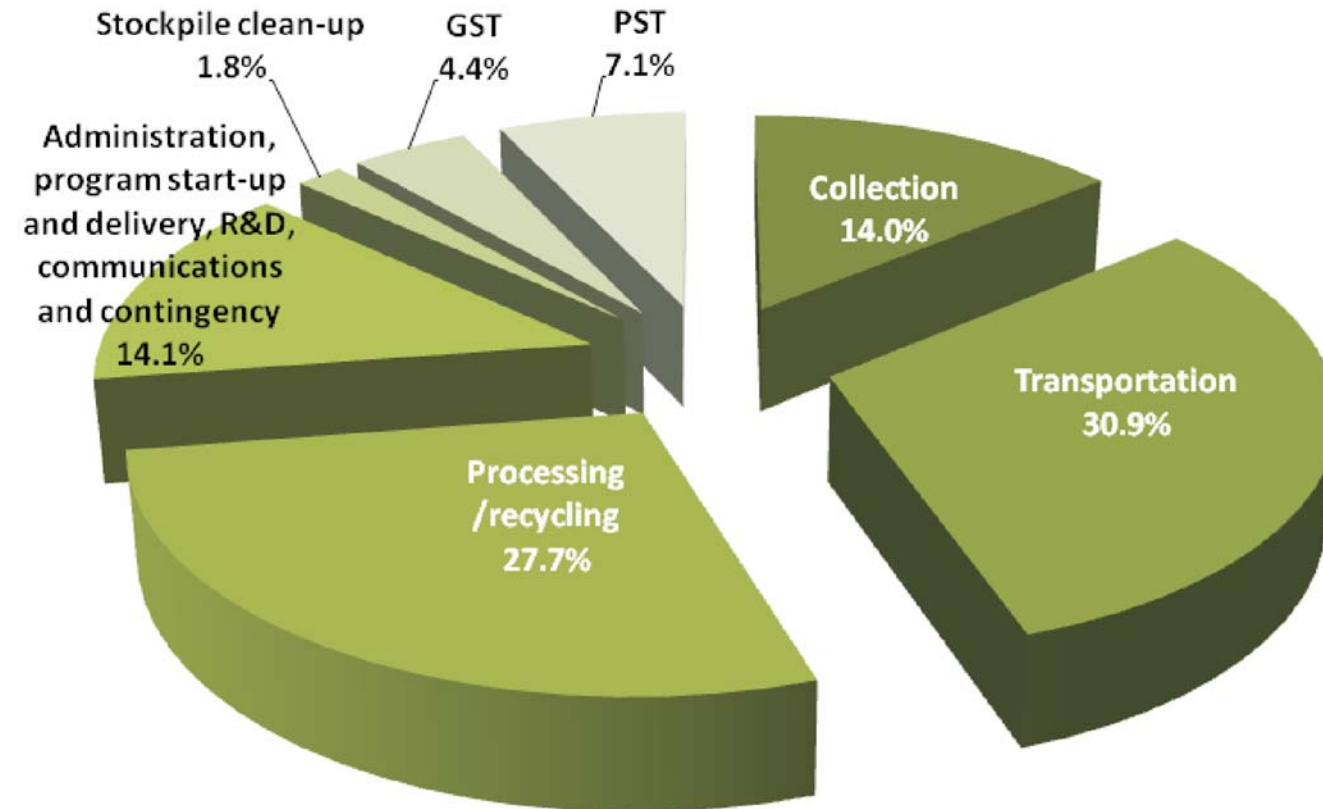 Stockpile clean-up
1.8%
GST
4.4%
PST
7.1%
Administration,
program start-up
and delivery, R&D,
communications
and contingency
14.1%
Collection
14.0%
Transportation
30.9%
Processing
/recycling
27.7%